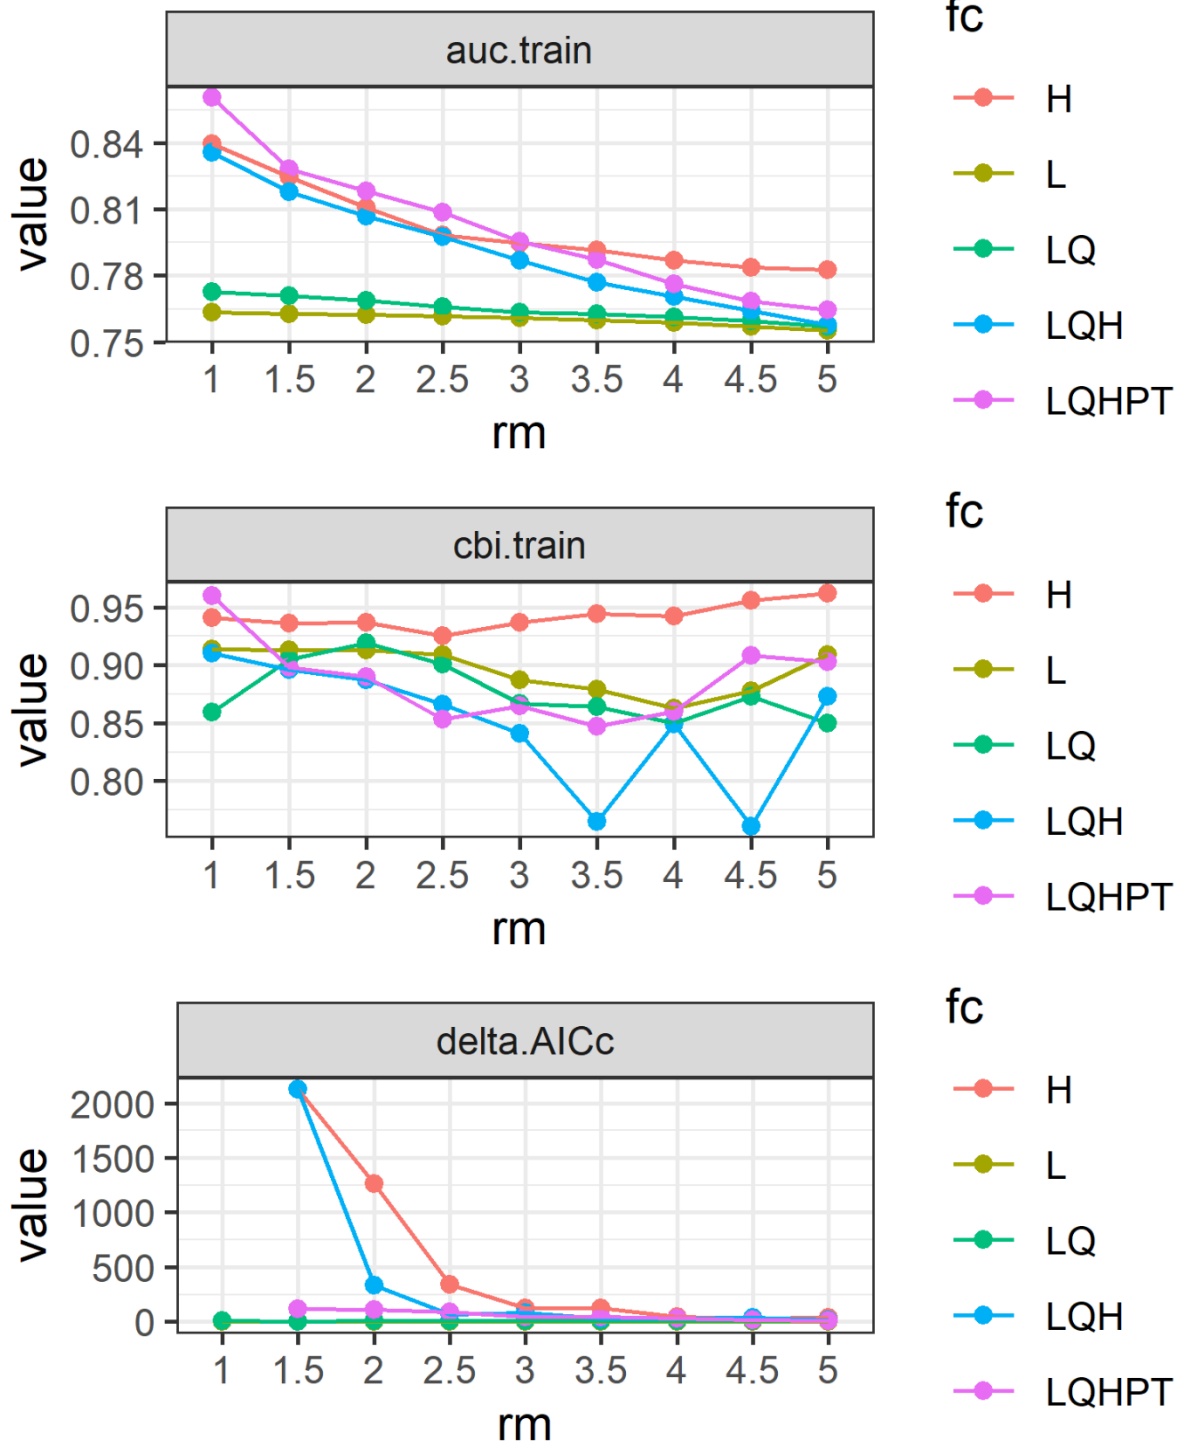 auc.train
value
0.84
0.81
0.78
0.75
1 1.5 2 2.5 3 3.5 4 4.5 5
rm
fc
H
L
LQ
LQH
LQHPT
cbi.train
value
0.95
0.90
0.85
0.80
1 1.5 2 2.5 3 3.5 4 4.5 5
rm
fc
H
L
LQ
LQH
LQHPT
delta.AICc
value
2000
1500
1000
500
0
1 1.5 2 2.5 3 3.5 4 4.5 5
rm
fc
H
L
LQ
LQH
LQHPT